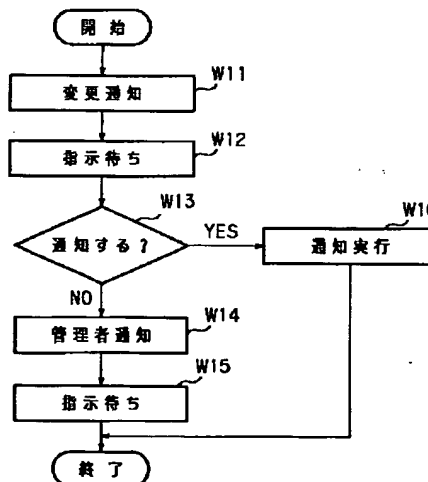 開始
W11
変更通知
W12
指示待ち
W13
通知する?
YES
通知実行
NO
W14
管理者通知
W15
指示待ち
終了